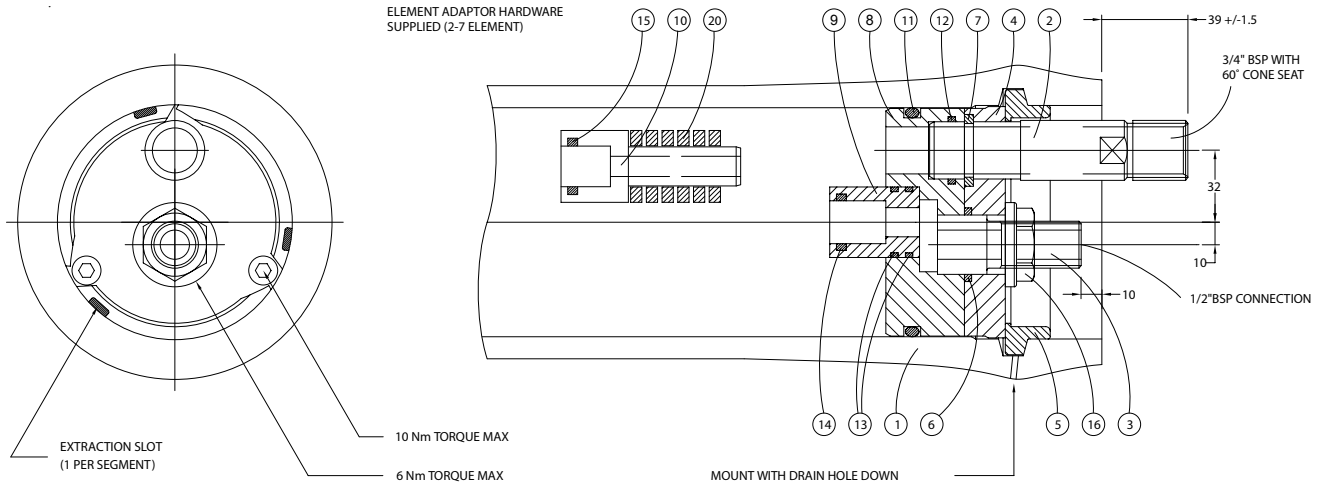 ELEMENT ADAPTOR HARDWARE
SUPPLIED (2-7 ELEMENT)
15
10
20
9
8
11
12
7
4
2
39 +/-1.5
3/4" BSP WITH
60° CONE SEAT
32
10
10
1/2"BSP CONNECTION
14
13
1
6
5
16
3
EXTRACTION SLOT
(1 PER SEGMENT)
10 Nm TORQUE MAX
6 Nm TORQUE MAX
MOUNT WITH DRAIN HOLE DOWN